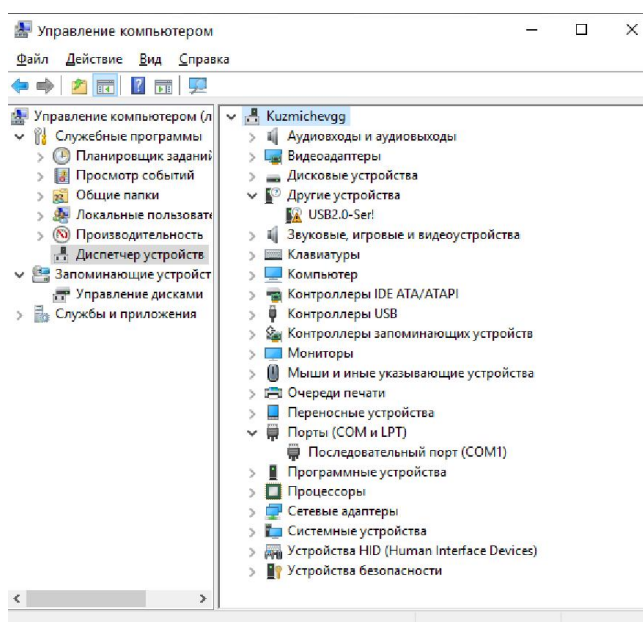 Управление компьютером
Файл Действие Вид Справка
Управление компьютером (л
Служебные программы
Планировщик заданий
Просмотр событий
Общие папки
Локальные пользовате
Производительность
Диспетчер устройств
Запоминающие устройст
Управление дисками
Службы и приложения
Kuzmichevgg
Аудиовходы и аудиовыходы
Видеоадаптеры
Дисковые устройства
Другие устройства
USB2.0-Ser!
Звуковые, игровые и видеоустройства
Клавиатуры
Компьютер
Контроллеры IDE ATA/ATAPI
Контроллеры USB
Контроллеры запоминающих устройств
Мониторы
Мыши и иные указывающие устройства
Очереди печати
Переносные устройства
Порты (COM и LPT)
Последовательный порт (COM1)
Программные устройства
Процессоры
Сетевые адаптеры
Системные устройства
Устройства HID (Human Interface Devices)
Устройства безопасности